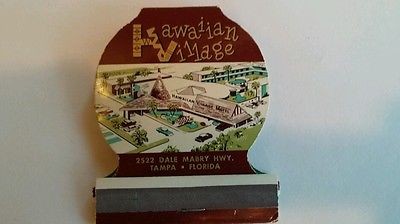 Hawaiian
Village
HAWAIIAN VILLAGE MOTEL
2522 DALE MABRY HWY.
TAMPA • FLORIDA